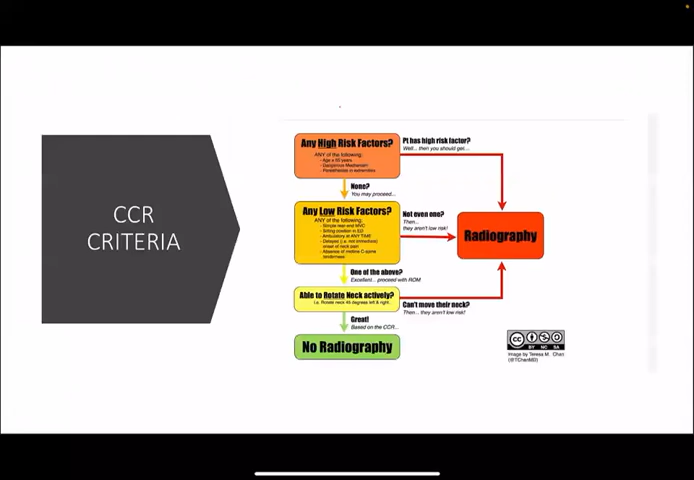 CCR
CRITERIA
Any High Risk Factors?
ANY of the following:
- Age ≥ 65 years
- Dangerous Mechanism
- Paresthesias in extremities
Pt has high risk factor?
Well... then you should get...
None?
You may proceed...
Any Low Risk Factors?
ANY of the following:
- Simple rear end MVC
- Sitting position in ED
- Ambulatory at ANY TIME
- Delayed (i.e. not immediate)
onset of neck pain
- Absence of midline C-spine
tenderness
Not even one?
Then...
they aren't low risk!
Radiography
One of the above?
Excellent... proceed with ROM
Able to Rotate Neck actively?
i.e. Rotate neck 45 degrees left & right
Can't move their neck?
Then... they aren't low risk!
Great!
Based on the CCR...
No Radiography
CC
BY NC SA
Image by Teresa M. Chan
(@TChanMD)